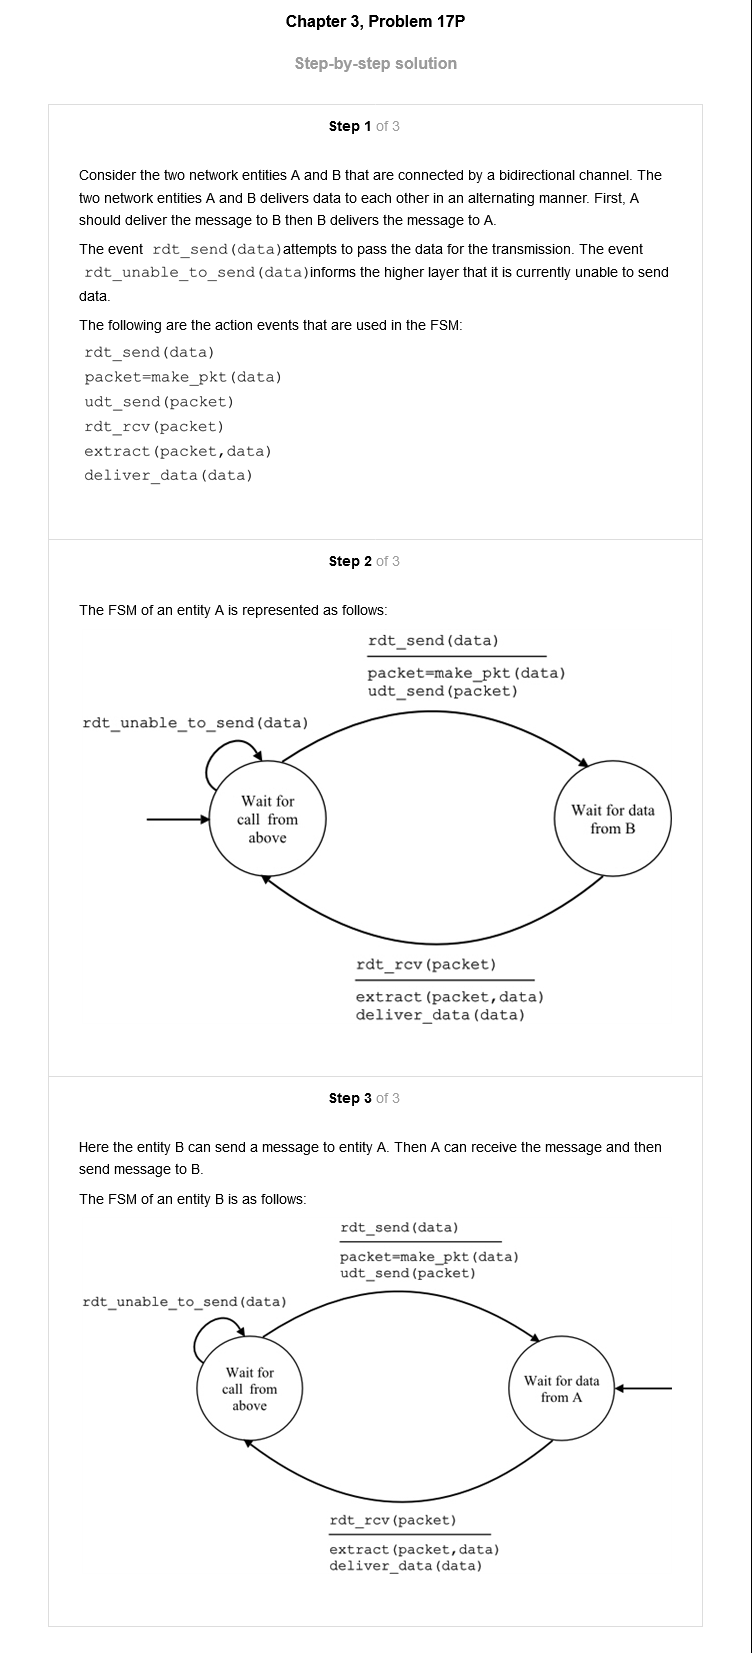 Chapter 3, Problem 17P
Step-by-step solution
Step 1 of 3
Consider the two network entities A and B that are connected by a bidirectional channel. The
two network entities A and B delivers data to each other in an alternating manner. First, A
should deliver the message to B then B delivers the message to A.
The event rdt_send(data)attempts to pass the data for the transmission. The event
rdt_unable_to_send(data)informs the higher layer that it is currently unable to send
data.
The following are the action events that are used in the FSM:
rdt_send(data)
packet=make_pkt(data)
udt_send(packet)
rdt_rcv(packet)
extract(packet,data)
deliver_data(data)
Step 2 of 3
The FSM of an entity A is represented as follows:
rdt_send(data)
packet=make_pkt(data)
udt_send(packet)
rdt_unable_to_send(data)
Wait for
call from
above
Wait for data
from B
rdt_rcv(packet)
extract(packet,data)
deliver_data(data)
Step 3 of 3
Here the entity B can send a message to entity A. Then A can receive the message and then
send message to B.
The FSM of an entity B is as follows:
rdt_send(data)
packet=make_pkt(data)
udt_send(packet)
rdt_unable_to_send(data)
Wait for
call from
above
Wait for data
from A
rdt_rcv(packet)
extract(packet,data)
deliver_data(data)